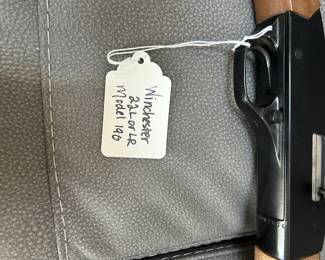 Winchester
22L or LR
Model 190